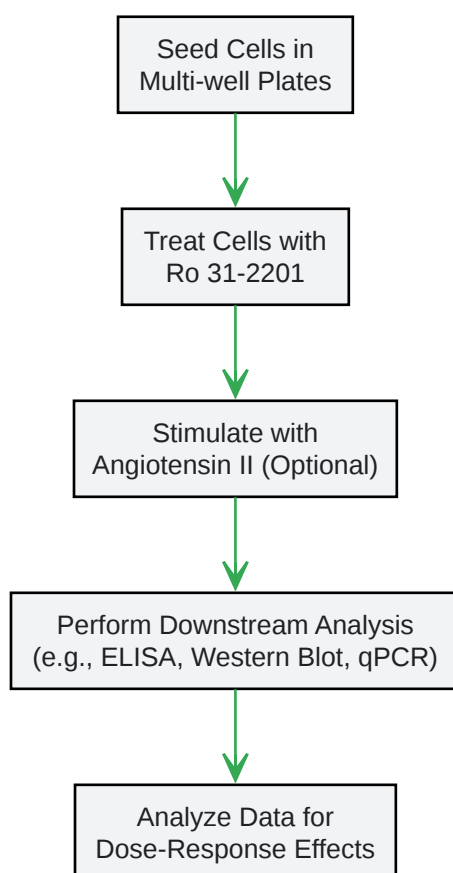 Seed Cells in
Multi-well Plates
Treat Cells with
Ro 31-2201
Stimulate with
Angiotensin II (Optional)
Perform Downstream Analysis
(e.g., ELISA, Western Blot, qPCR)
Analyze Data for
Dose-Response Effects